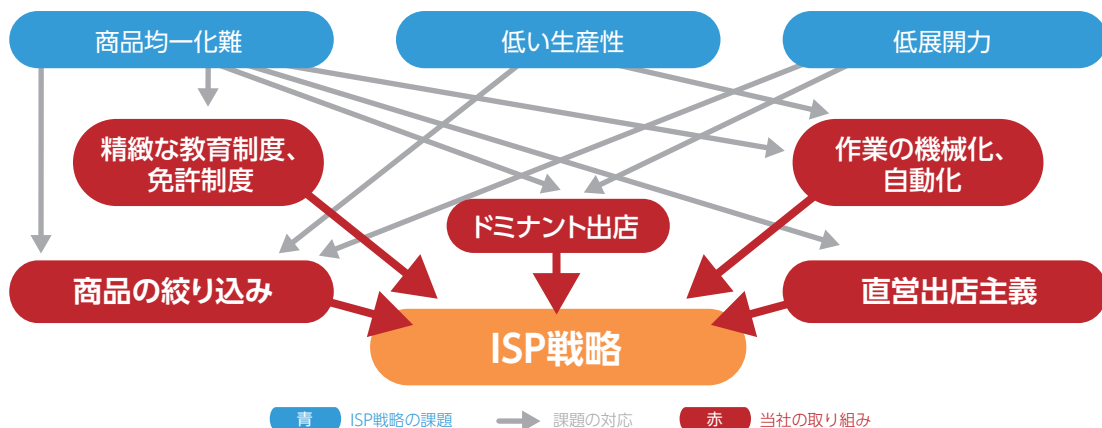 商品均一化難
低い生産性
低展開力
精緻な教育制度、
免許制度
作業の機械化、
自動化
ドミナント出店
商品の絞り込み
直営出店主義
ISP戦略
青 ISP戦略の課題 課題の対応 赤 当社の取り組み